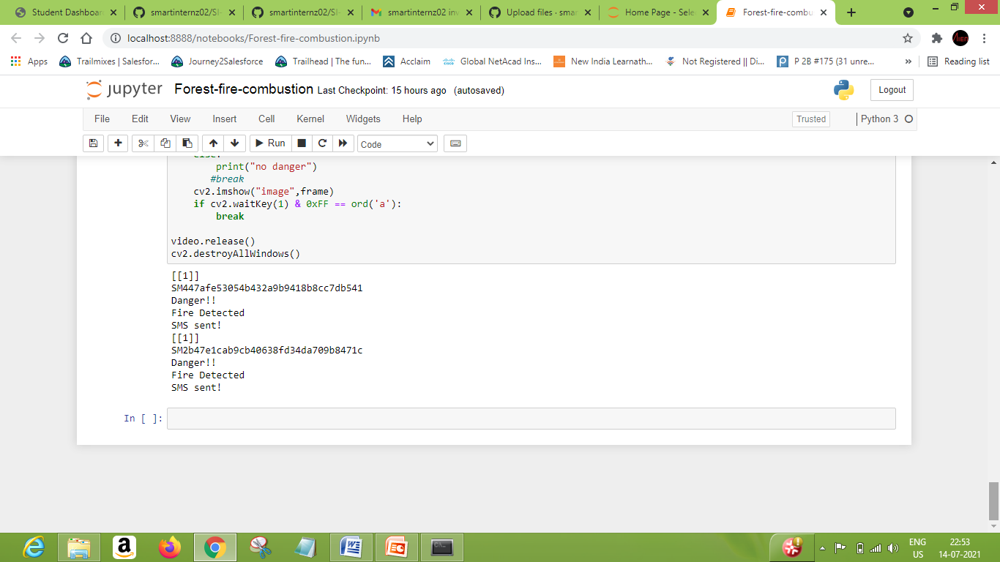 Student Dashboar
smartinternz02/SI-
smartinternz02/SI-
smartinternz02 inv
Upload files · smar
Home Page - Sele
Forest-fire-combu
localhost:8888/notebooks/Forest-fire-combustion.ipynb
Apps
Trailmixes | Salesfor...
Journey2Salesforce
Trailhead | The fun...
Acclaim
Global NetAcad Ins...
New India Learnath...
Not Registered || Di...
P 2B #175 (31 unre...
»
Reading list
jupyter Forest-fire-combustion Last Checkpoint: 15 hours ago (autosaved)
Logout
File Edit View Insert Cell Kernel Widgets Help
Trusted
Python 3
Run
Code
else:
print("no danger")
#break
cv2.imshow("image",frame)
if cv2.waitKey(1) & 0xFF == ord('a'):
break
video.release()
cv2.destroyAllWindows()
[[1]]
SM447afe53054b432a9b9418b8cc7db541
Danger!!
Fire Detected
SMS sent!
[[1]]
SM2b47e1cab9cb40638fd34da709b8471c
Danger!!
Fire Detected
SMS sent!
In [ ]:
ENG
US
22:53
14-07-2021